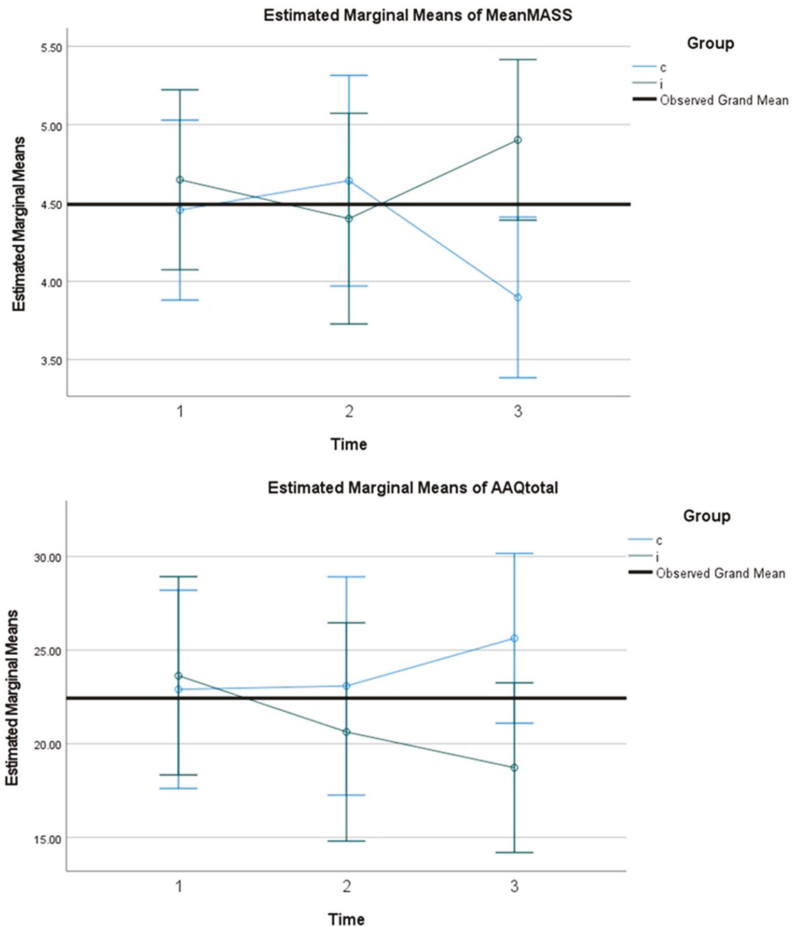 Estimated Marginal Means of MeanMASS
Group
c
i
Observed Grand Mean
Estimated Marginal Means
5.50
5.00
4.50
4.00
3.50
1 2 3
Time
Estimated Marginal Means of AAQtotal
Group
c
i
Observed Grand Mean
Estimated Marginal Means
30.00
25.00
20.00
15.00
1 2 3
Time